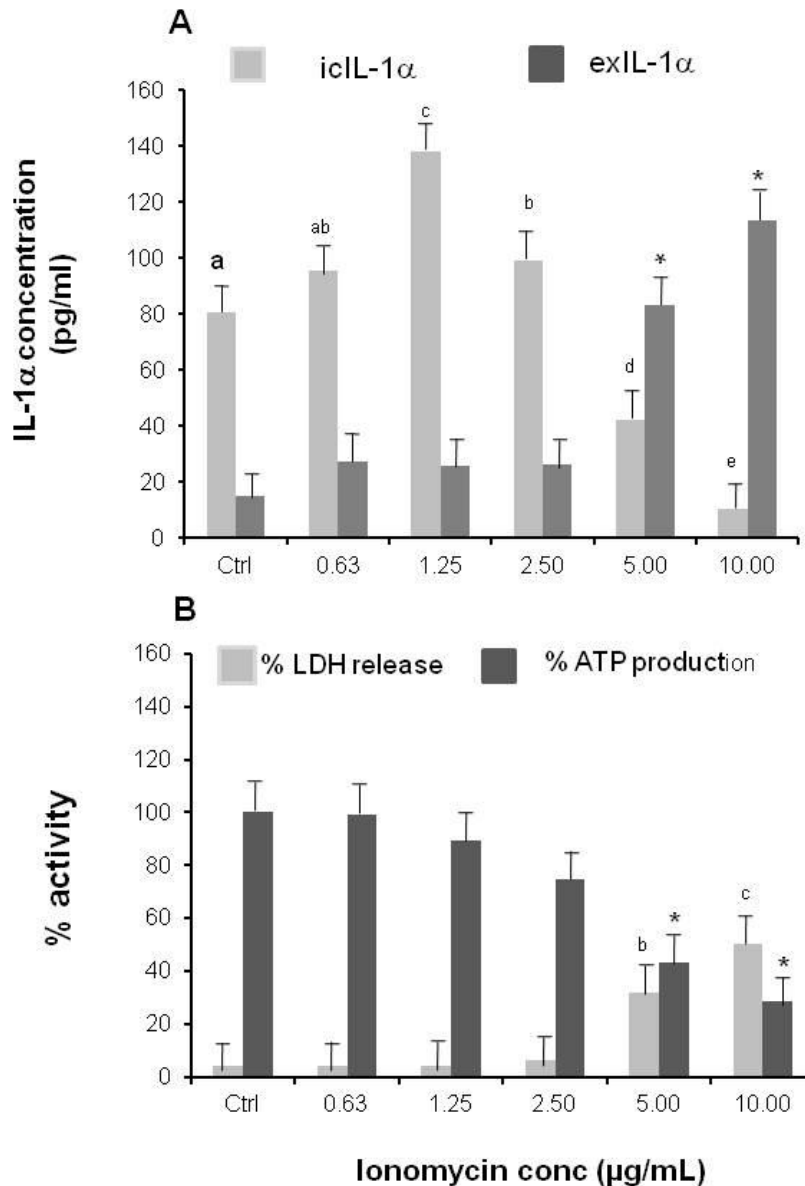 A
icIL-1α exIL-1α
IL-1α concentration
(pg/ml)
160
140
120
100
80
60
40
20
0
a
ab
c
b
d
*
e
*
Ctrl 0.63 1.25 2.50 5.00 10.00
B
% LDH release % ATP production
% activity
160
140
120
100
80
60
40
20
0
b
*
c
*
Ctrl 0.63 1.25 2.50 5.00 10.00
Ionomycin conc (µg/mL)